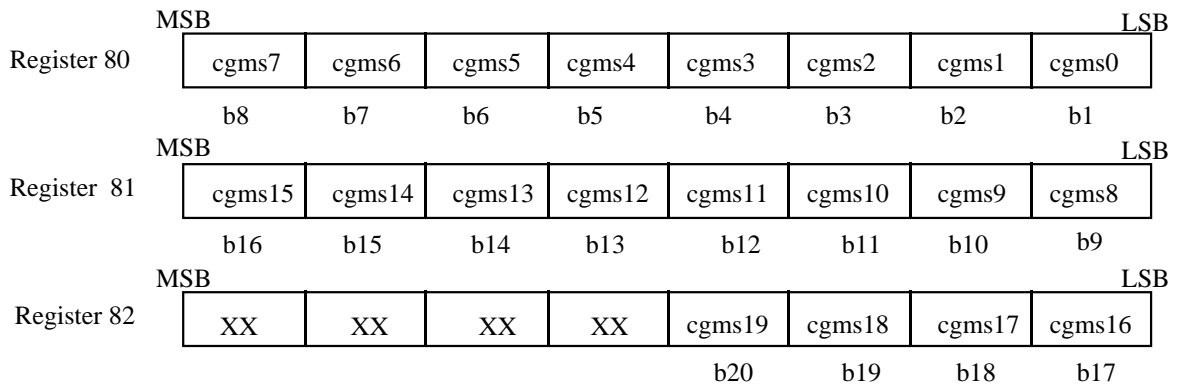 MSB LSB
Register 80 cgms7 cgms6 cgms5 cgms4 cgms3 cgms2 cgms1 cgms0
b8 b7 b6 b5 b4 b3 b2 b1
MSB LSB
Register 81 cgms15 cgms14 cgms13 cgms12 cgms11 cgms10 cgms9 cgms8
b16 b15 b14 b13 b12 b11 b10 b9
MSB LSB
Register 82 XX XX XX XX cgms19 cgms18 cgms17 cgms16
b20 b19 b18 b17